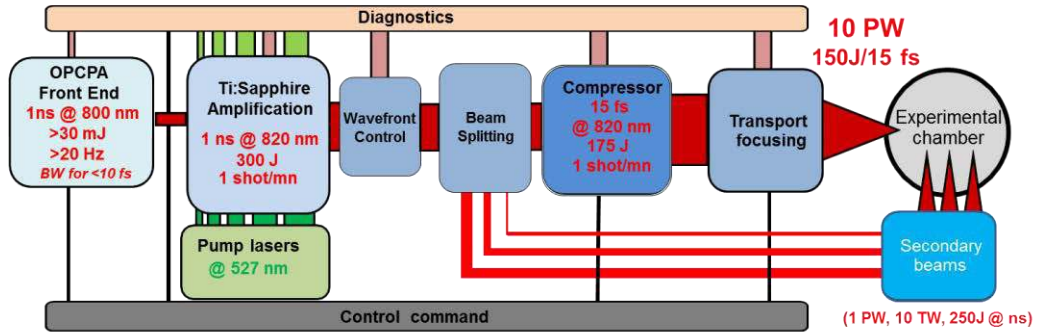 Diagnostics
10 PW
150J/15 fs
OPCPA
Front End
1ns @ 800 nm
>30 mJ
>20 Hz
BW for <10 fs
Ti:Sapphire
Amplification
1 ns @ 820 nm
300 J
1 shot/mn
Wavefront
Control
Beam
Splitting
Compressor
15 fs
@ 820 nm
175 J
1 shot/mn
Transport
focusing
Experimental
chamber
Pump lasers
@ 527 nm
Secondary
beams
Control command
(1 PW, 10 TW, 250J @ ns)